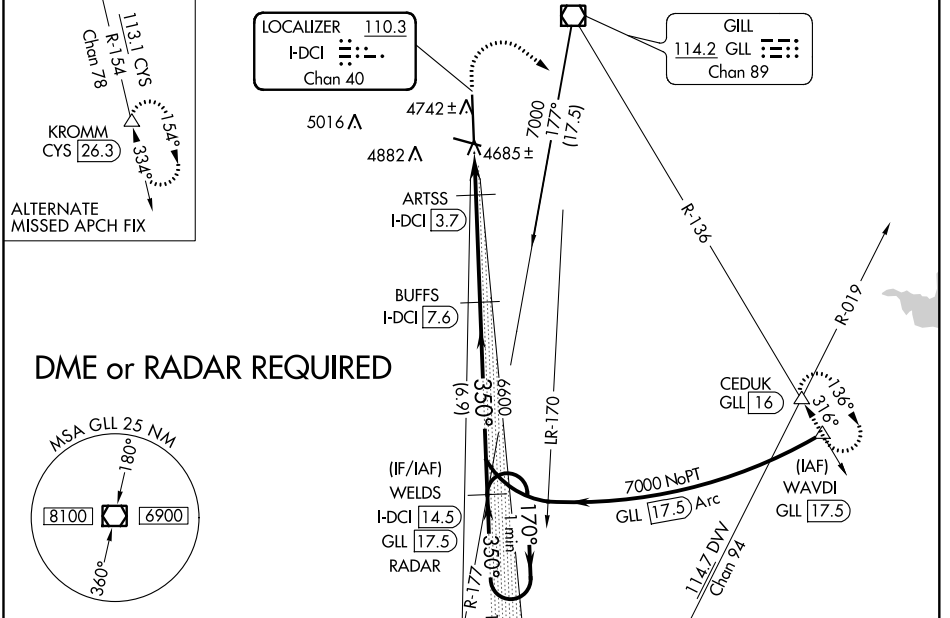 113.1 CYS
R-154
Chan 78
KROMM
CYS 26.3
154°
334°
ALTERNATE
MISSED APCH FIX
LOCALIZER 110.3
I-DCI
Chan 40
GILL
114.2 GLL
Chan 89
4742 ±
5016
4882
4685 ±
7000
177°
(17.5)
ARTSS
I-DCI 3.7
R-136
BUFFS
I-DCI 7.6
R-019
DME or RADAR REQUIRED
350°
(6.9)
6600
LR-170
CEDUK
GLL 16
136°
316°
MSA GLL 25 NM
180°
8100
6900
360°
(IF/IAF)
WELDS
I-DCI 14.5
GLL 17.5
RADAR
7000 NoPT
GLL 17.5 Arc
(IAF)
WAVDI
GLL 17.5
170°
1 min
350°
R-177
114.7 DVV
Chan 94